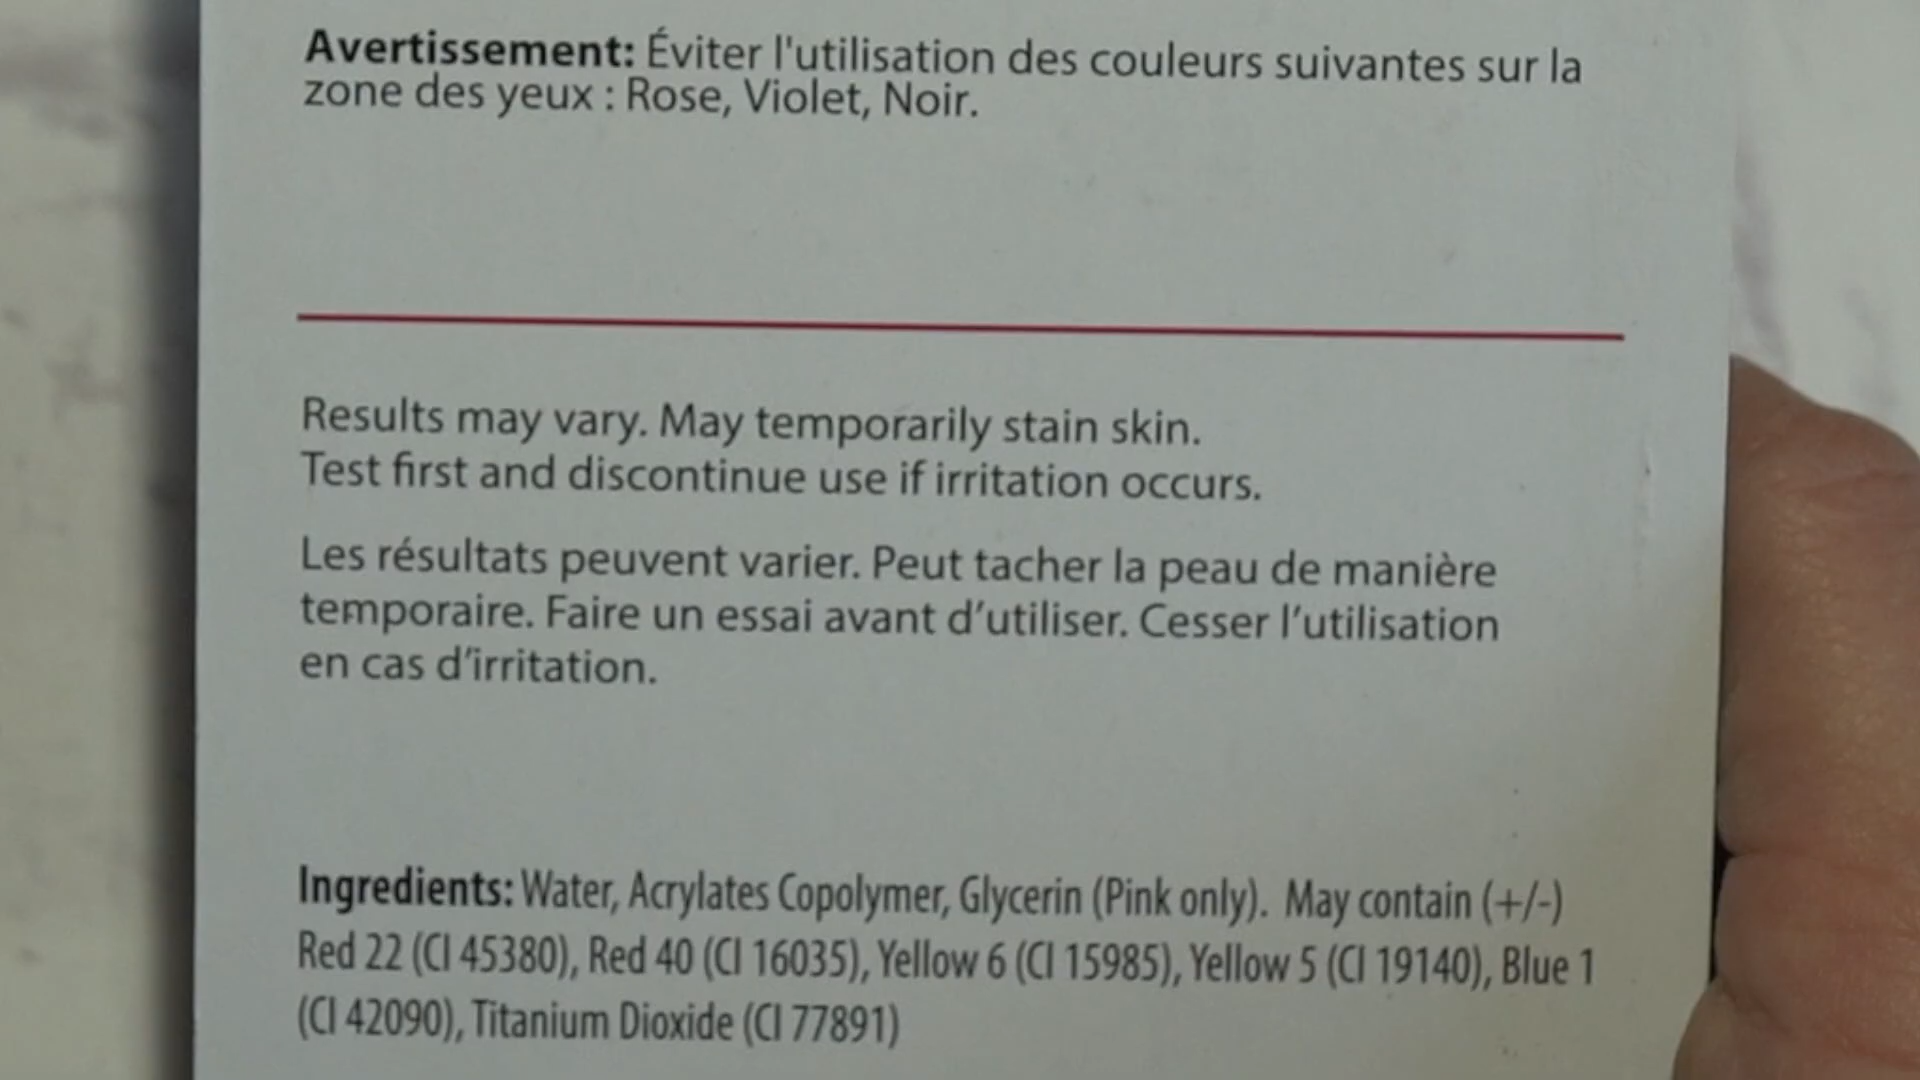 Avertissement: Éviter l'utilisation des couleurs suivantes sur la
zone des yeux : Rose, Violet, Noir.
Results may vary. May temporarily stain skin.
Test first and discontinue use if irritation occurs.
Les résultats peuvent varier. Peut tacher la peau de manière
temporaire. Faire un essai avant d’utiliser. Cesser l’utilisation
en cas d’irritation.
Ingredients: Water, Acrylates Copolymer, Glycerin (Pink only). May contain (+/-)
Red 22 (CI 45380), Red 40 (CI 16035), Yellow 6 (CI 15985), Yellow 5 (CI 19140), Blue 1
(CI 42090), Titanium Dioxide (CI 77891)